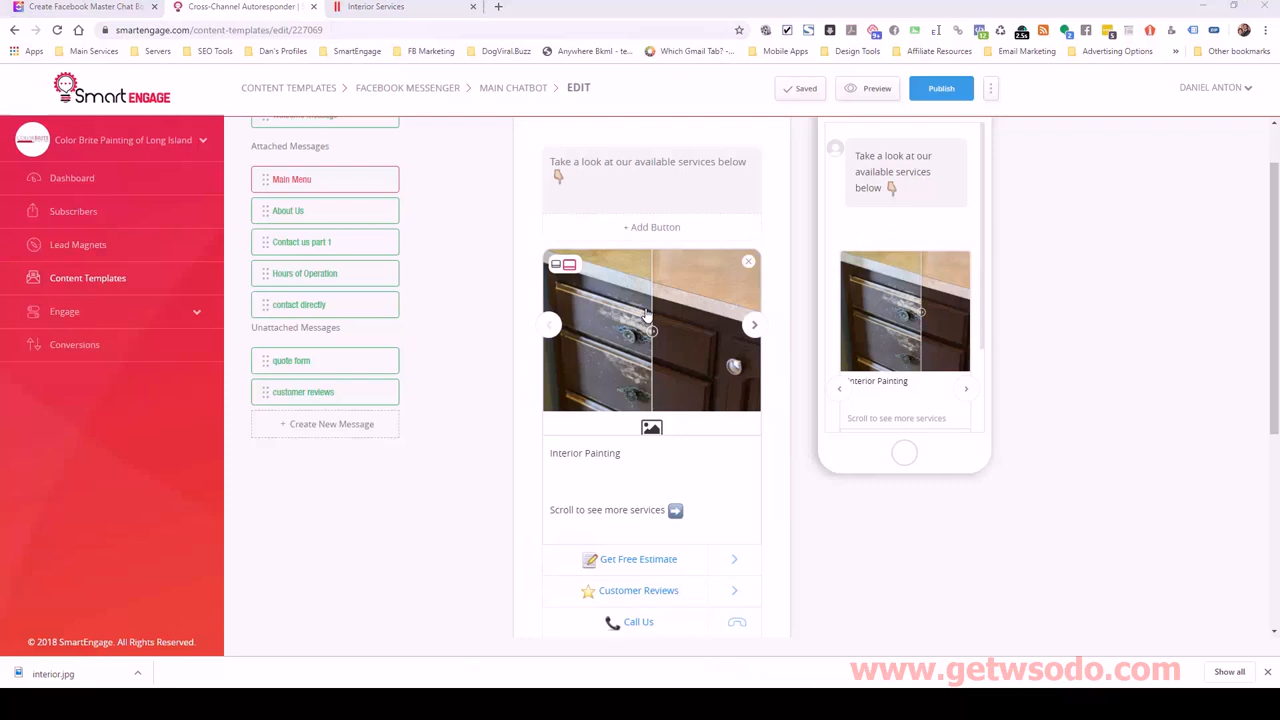 Create Facebook Master Chat B
Cross-Channel Autoresponder | S
Interior Services
smartengage.com/content-templates/edit/227069
Apps
Main Services
Servers
SEO Tools
Dan's Profiles
SmartEngage
FB Marketing
DogViral.Buzz
Anywhere Bkml - te...
Which Gmail Tab? -...
Mobile Apps
Design Tools
Affiliate Resources
Email Marketing
Advertising Options
Other bookmarks
Smart ENGAGE
CONTENT TEMPLATES
FACEBOOK MESSENGER
MAIN CHATBOT
EDIT
Saved
Preview
Publish
DANIEL ANTON
Color Brite Painting of Long Island
Dashboard
Subscribers
Lead Magnets
Content Templates
Engage
Conversions
© 2018 SmartEngage. All Rights Reserved.
Attached Messages
Main Menu
About Us
Contact us part 1
Hours of Operation
contact directly
Unattached Messages
quote form
customer reviews
+ Create New Message
Take a look at our available services below
+ Add Button
Interior Painting
Scroll to see more services
Get Free Estimate
Customer Reviews
Call Us
Take a look at our
available services
below
Interior Painting
Scroll to see more services
interior.jpg
www.getwsodo.com
Show all